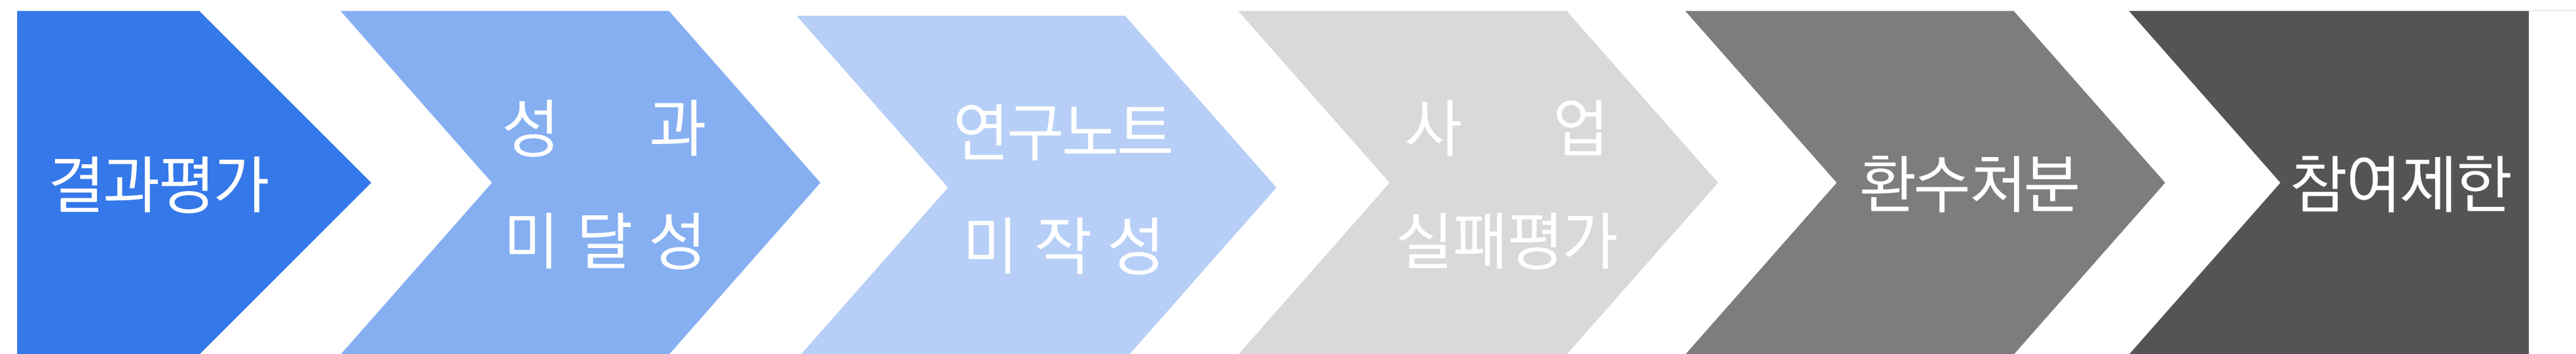 결과평가
성 과
미 달 성
연구노트
미 작 성
사 업
실패평가
환수처분
참여제한